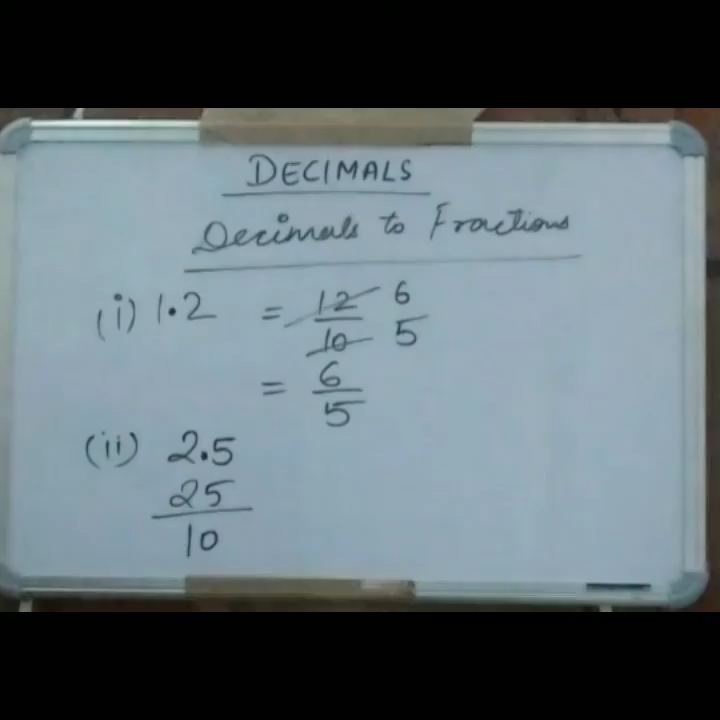 DECIMALS
Decimals to Fractions
(i) 1.2 = 12/10 6/5
= 6/5
(ii) 2.5
25
10